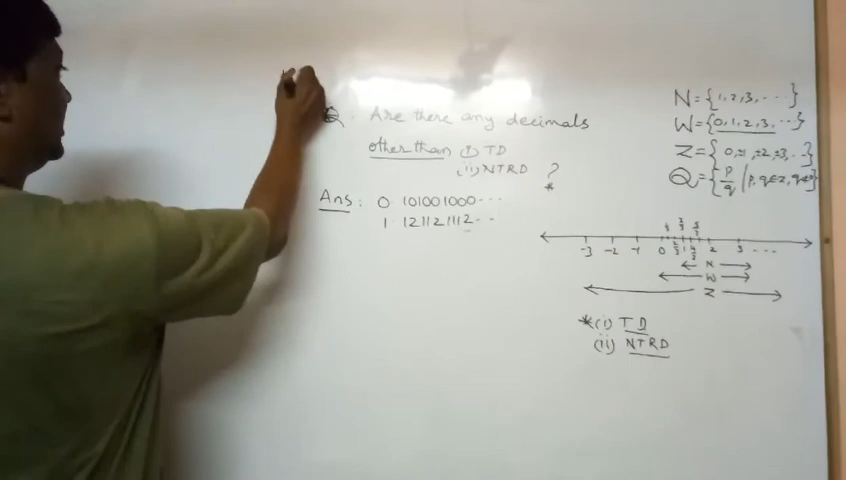 Q. Are there any decimals
other than (i) TD
(ii) NTRD ?
*
Ans: 0.101001000...
1.121121112...
N={1,2,3,...}
W={0,1,2,3,...}
Z={0,±1,±2,±3,...}
Q={p/q | p,q∈Z, q≠0}
-3 -2 -1 0 1 2 3 ...
N
W
Z
*(i) TD
(ii) NTRD